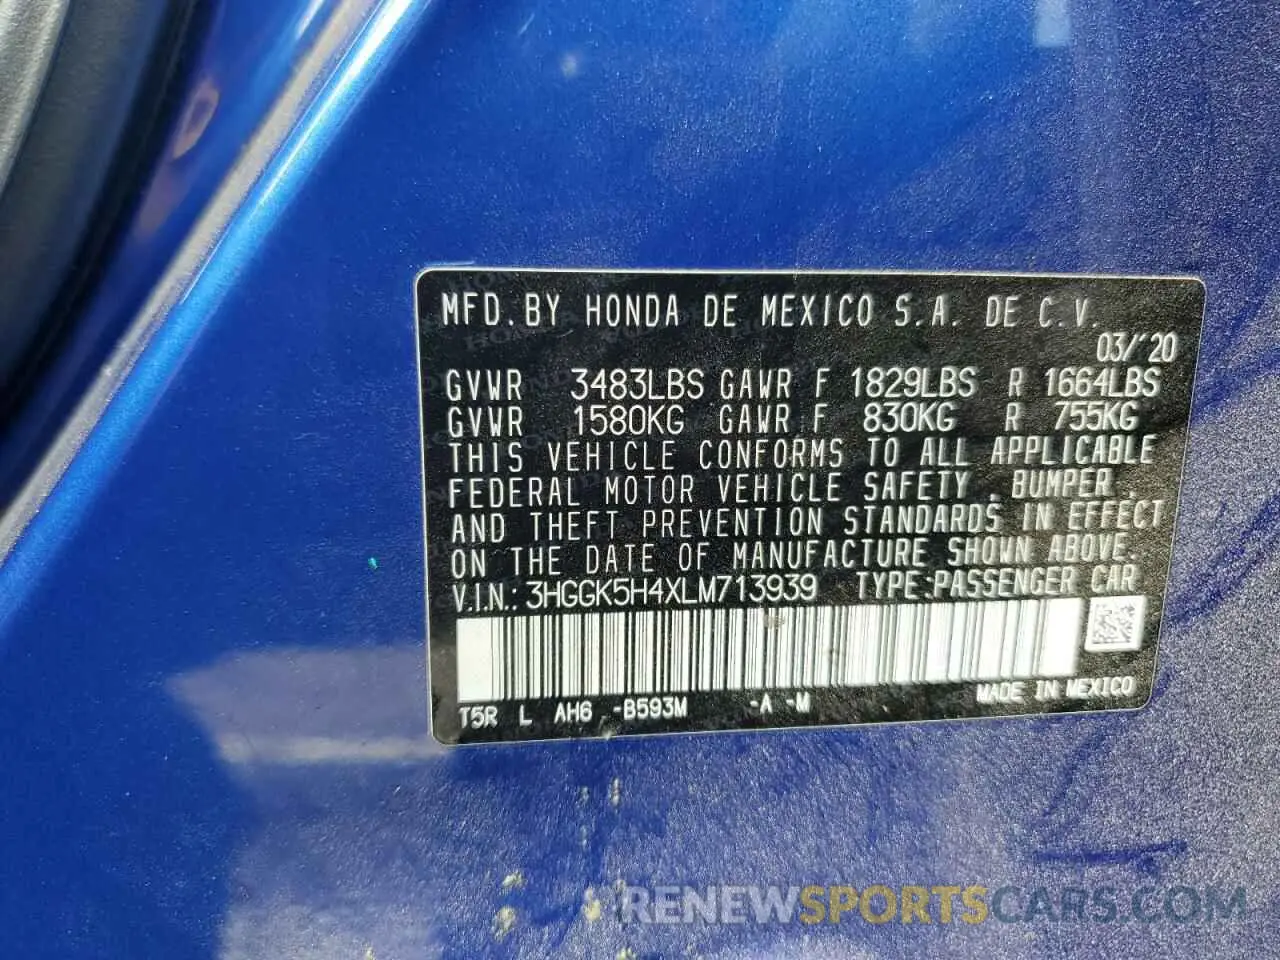 MFD. BY HONDA DE MEXICO S.A. DE C.V.
03/'20
GVWR 3483LBS GAWR F 1829LBS R 1664LBS
GVWR 1580KG GAWR F 830KG R 755KG
THIS VEHICLE CONFORMS TO ALL APPLICABLE
FEDERAL MOTOR VEHICLE SAFETY , BUMPER ,
AND THEFT PREVENTION STANDARDS IN EFFECT
ON THE DATE OF MANUFACTURE SHOWN ABOVE.
V.I.N.: 3HGGK5H4XLM713939 TYPE:PASSENGER CAR
MADE IN MEXICO
T5R L AH6 -B593M -A -M
RENEWSPORTSCARS.COM